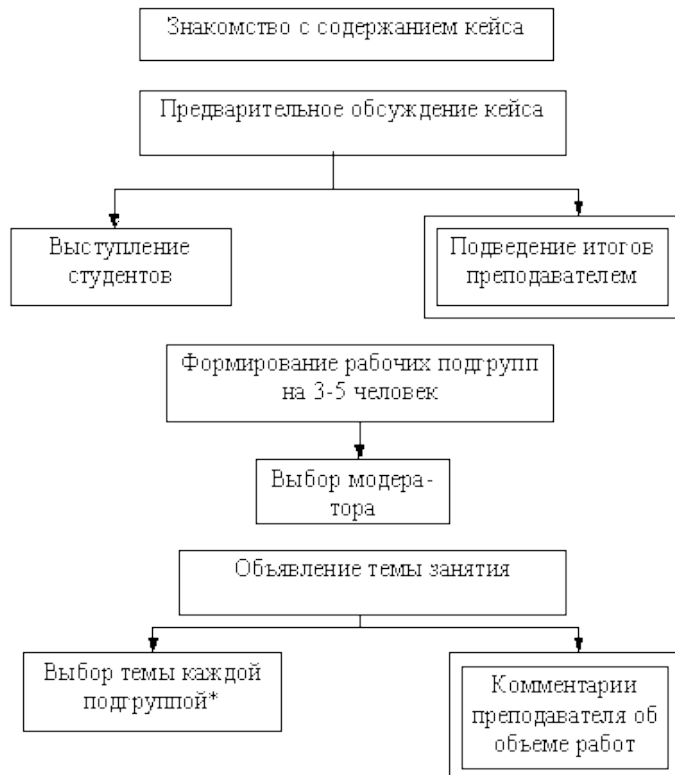 Знакомство с содержанием кейса
Предварительное обсуждение кейса
Выступление
студентов
Подведение итогов
преподавателем
Формирование рабочих подгрупп
на 3-5 человек
Выбор модера-
тора
Объявление темы занятия
Выбор темы каждой
подгруппой*
Комментарии
преподавателя об
объеме работ